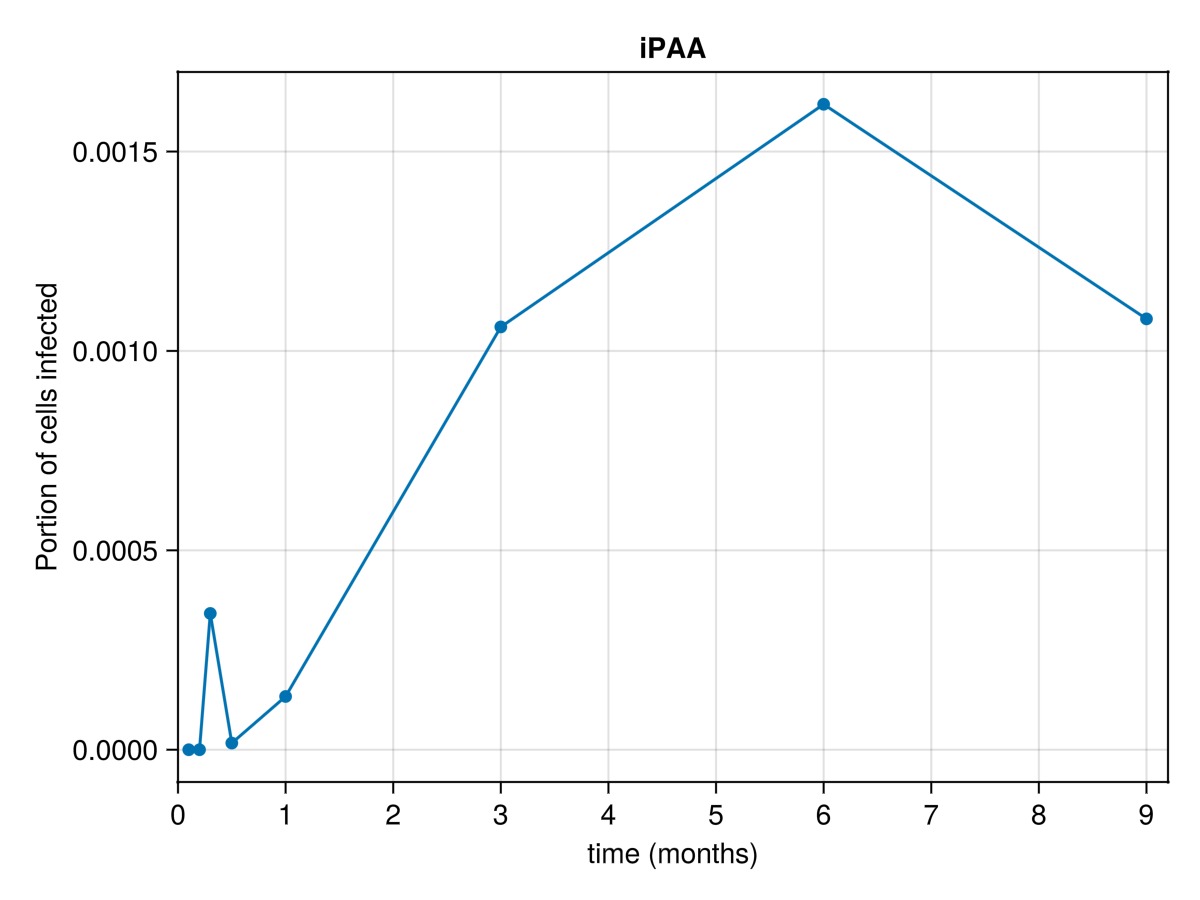 iPAA
Portion of cells infected
0.0015
0.0010
0.0005
0.0000
0 1 2 3 4 5 6 7 8 9
time (months)